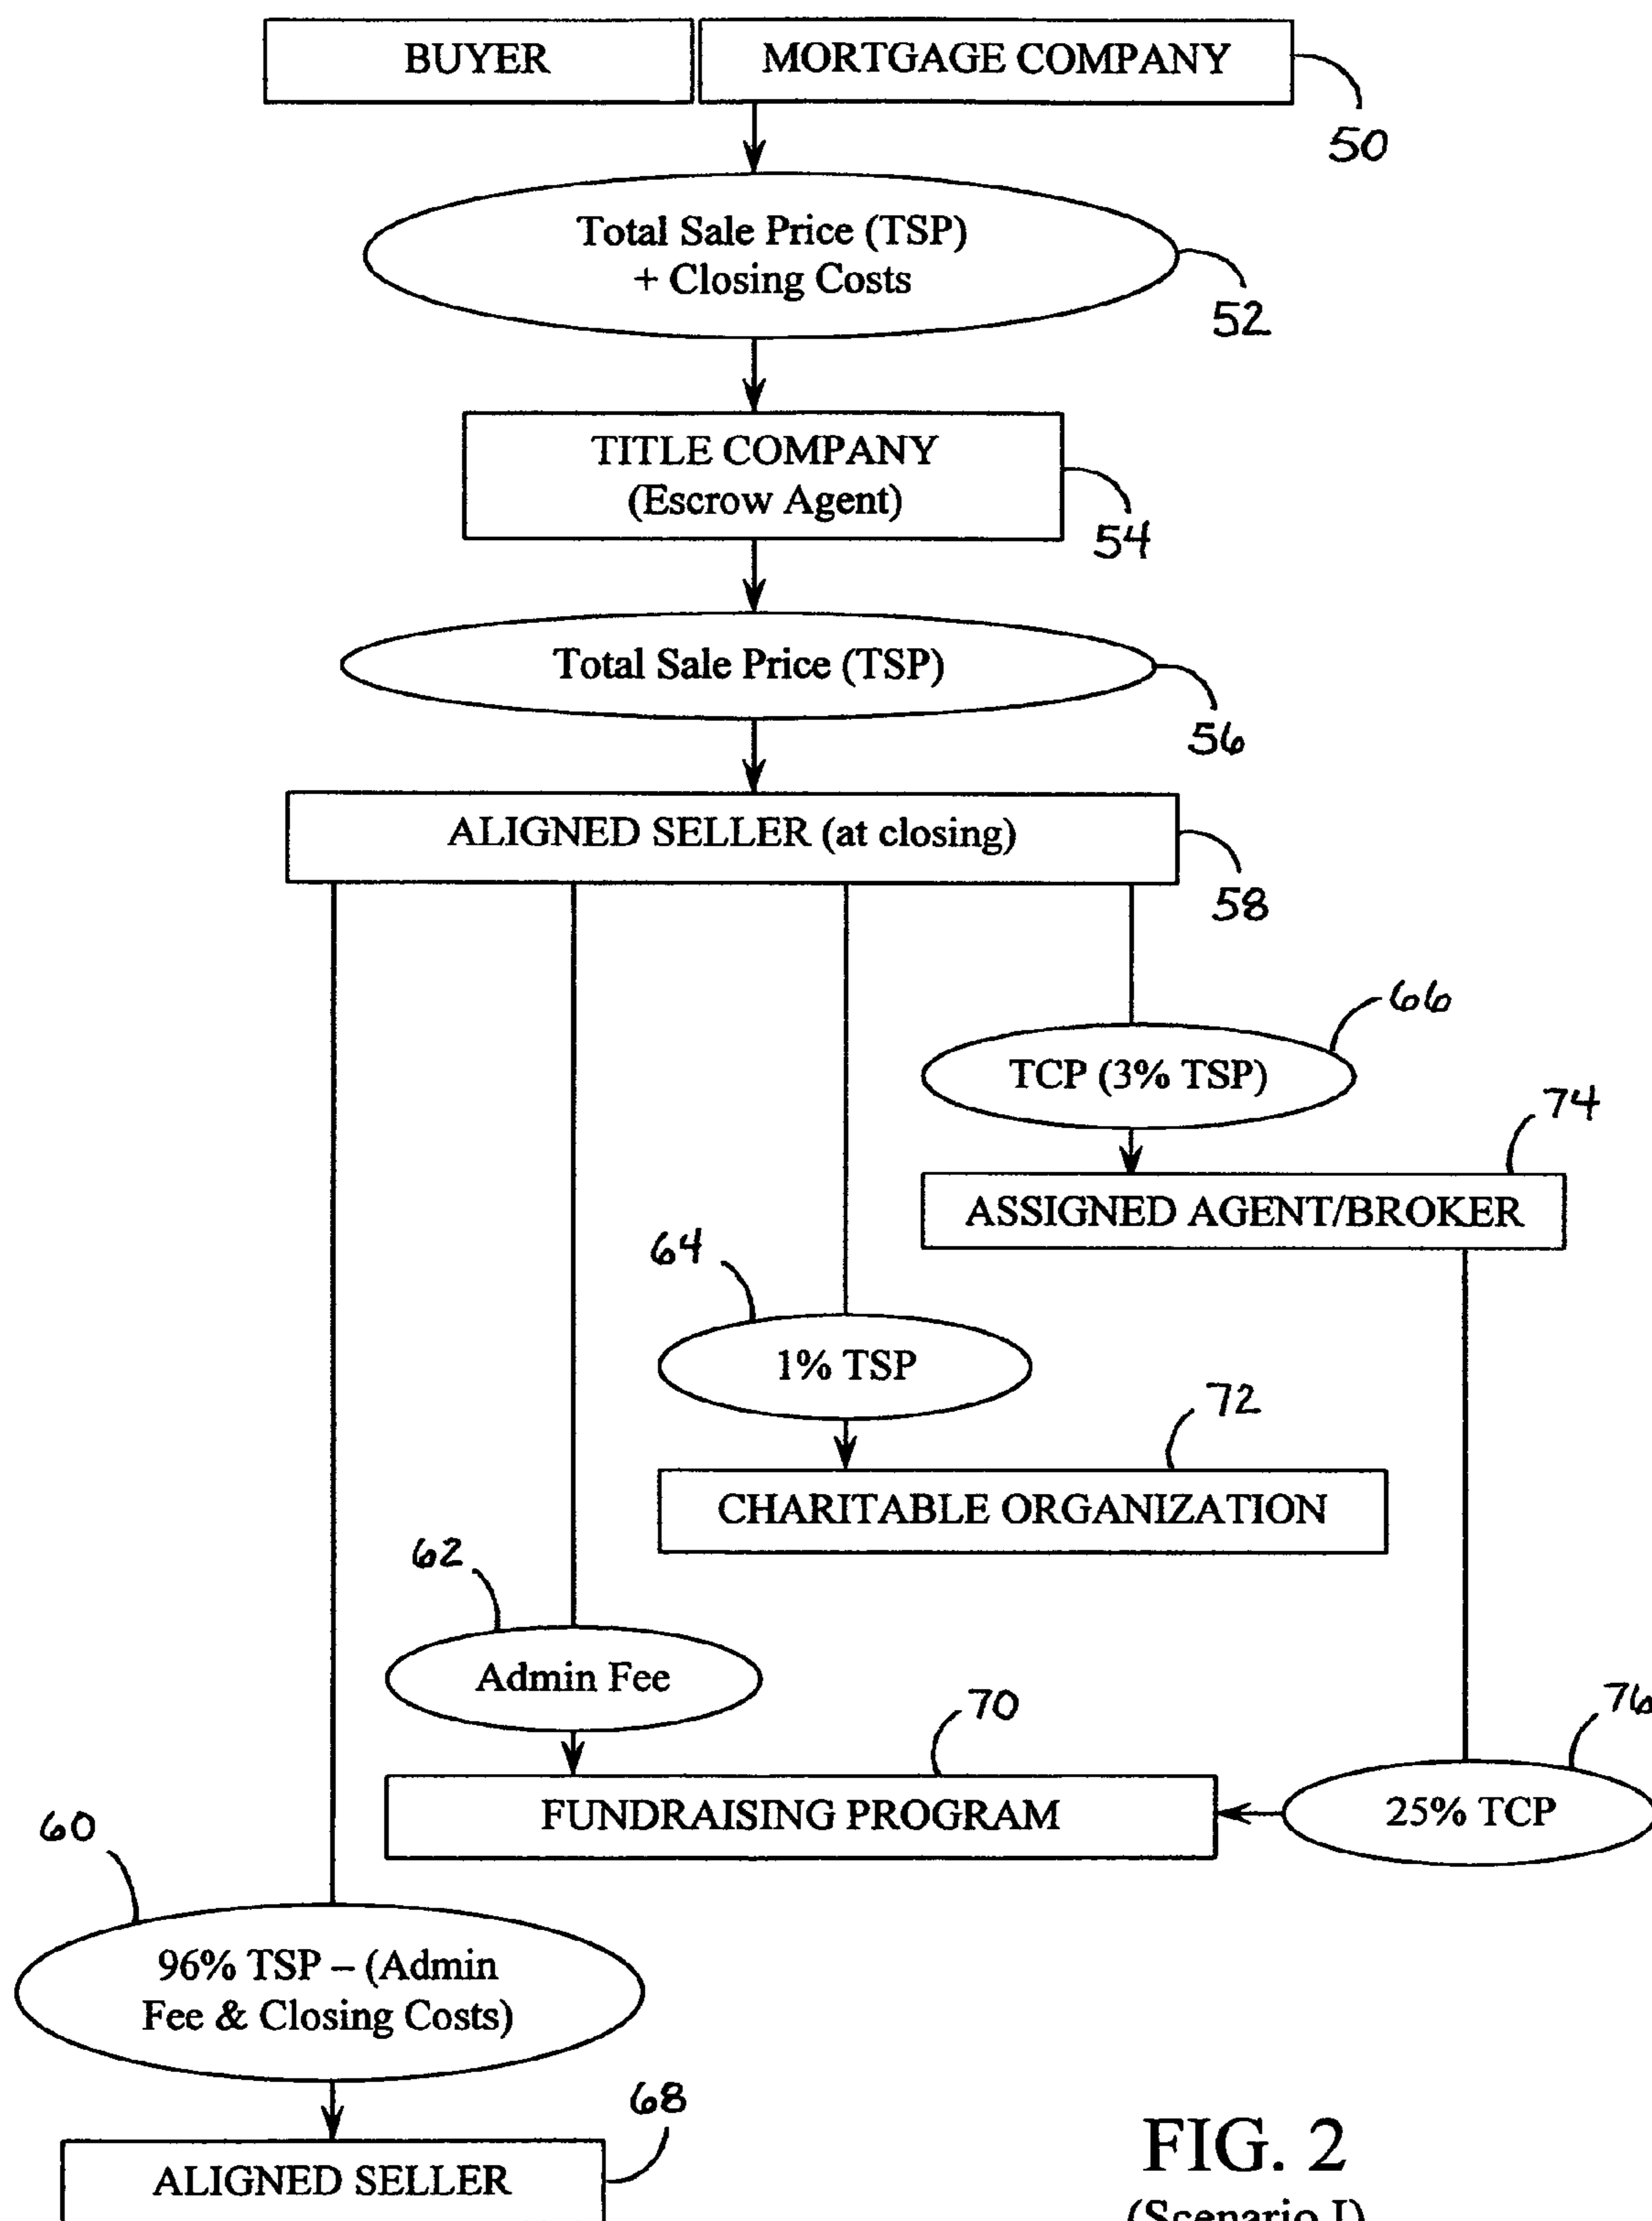 BUYER
MORTGAGE COMPANY
50
Total Sale Price (TSP)
+ Closing Costs
52
TITLE COMPANY
(Escrow Agent)
54
Total Sale Price (TSP)
56
ALIGNED SELLER (at closing)
58
66
TCP (3% TSP)
74
ASSIGNED AGENT/BROKER
64
1% TSP
72
CHARITABLE ORGANIZATION
62
Admin Fee
70
76
FUNDRAISING PROGRAM
25% TCP
60
96% TSP – (Admin
Fee & Closing Costs)
68
ALIGNED SELLER
FIG. 2
(Scenario I)